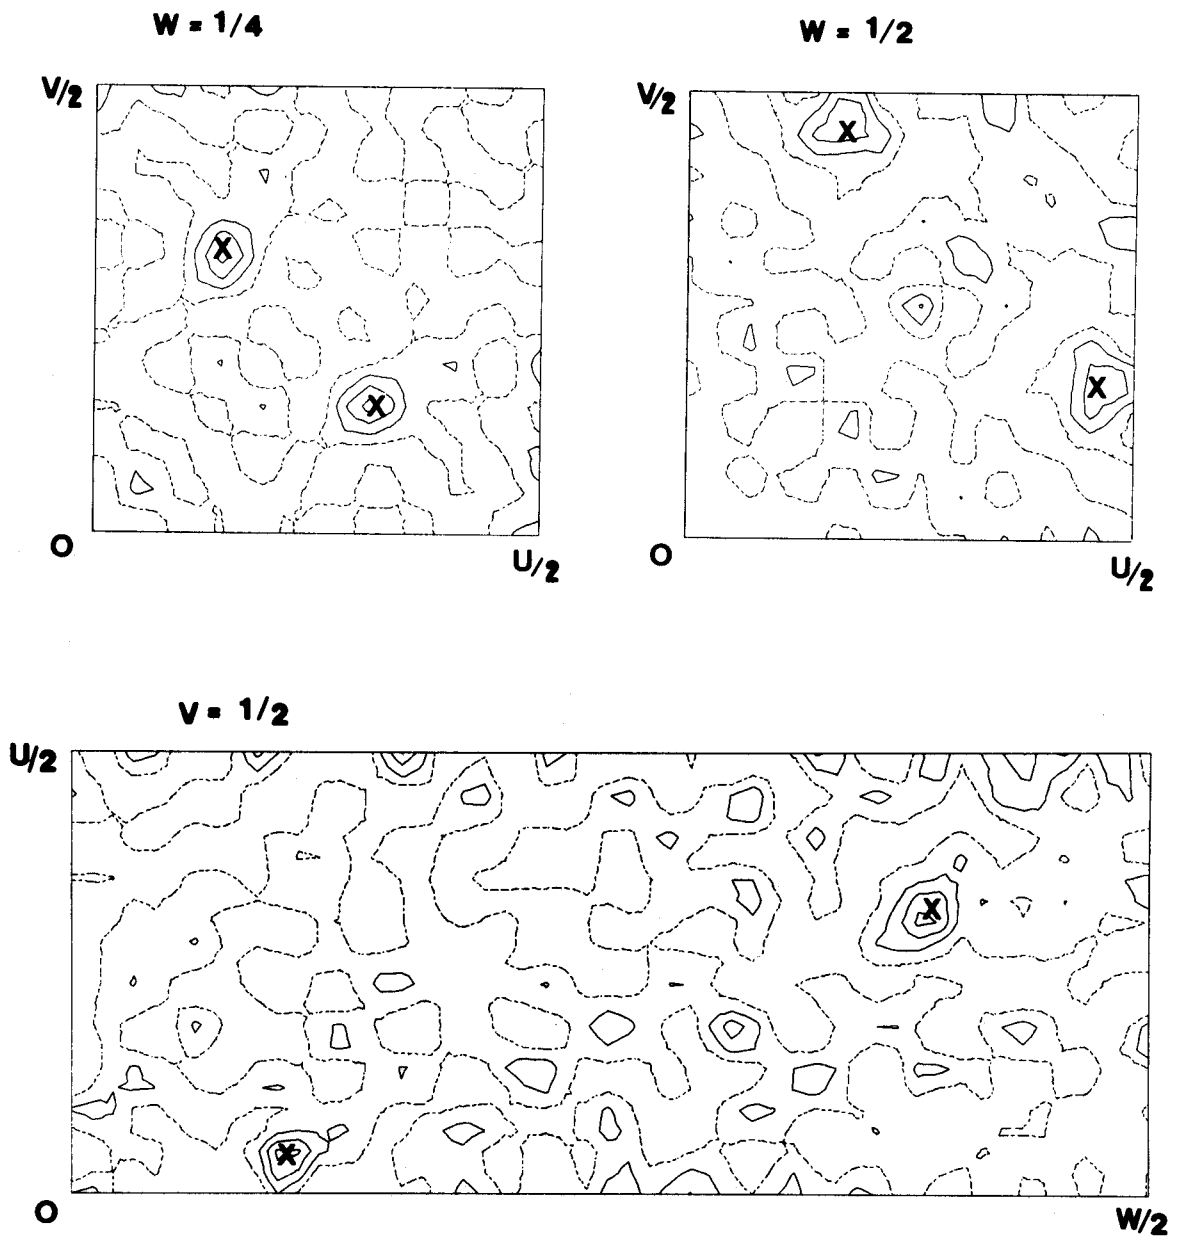 W = 1/4
W = 1/2
V/2
V/2
X
X
X
X
O
U/2
O
U/2
V = 1/2
U/2
X
X
O
W/2